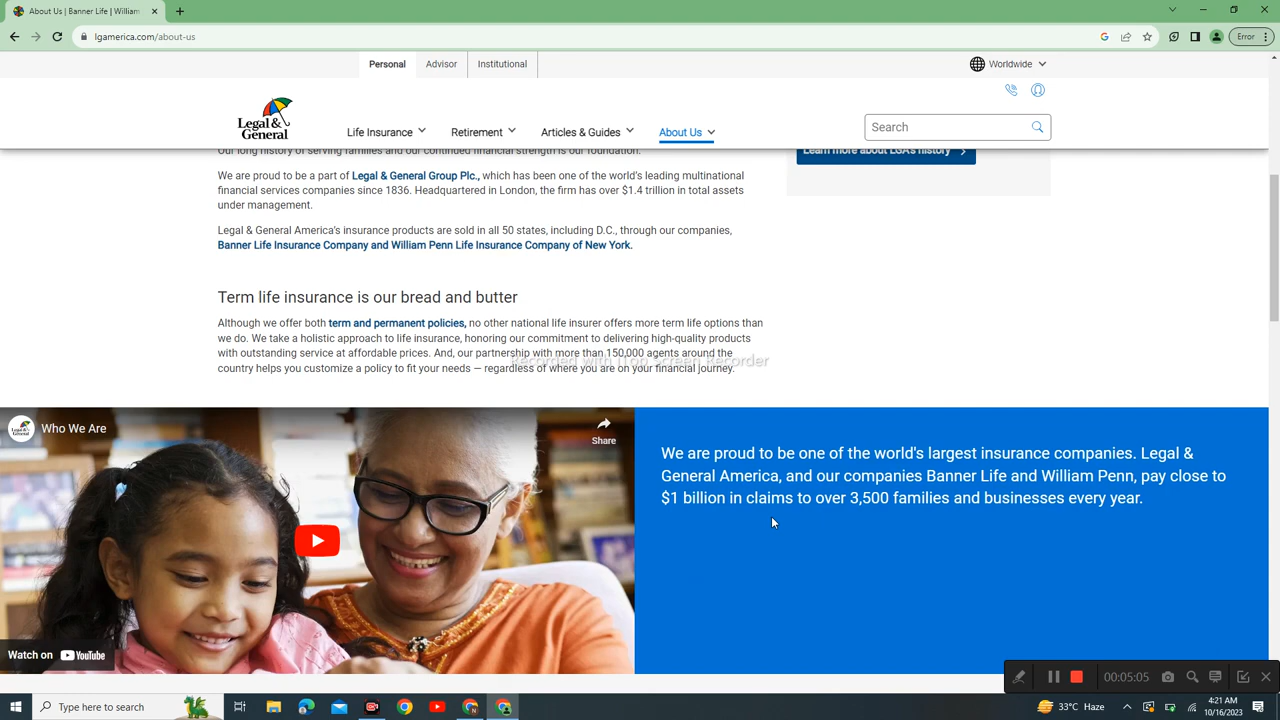 About Us | Banner Life | William
lgamerica.com/about-us
Error
Personal
Advisor
Institutional
Worldwide
Legal &
General
Life Insurance
Retirement
Articles & Guides
About Us
Search
Our long history of serving families and our continued financial strength is our foundation.
Learn more about LGA's history
We are proud to be a part of Legal & General Group Plc., which has been one of the world's leading multinational
financial services companies since 1836. Headquartered in London, the firm has over $1.4 trillion in total assets
under management.
Legal & General America's insurance products are sold in all 50 states, including D.C., through our companies,
Banner Life Insurance Company and William Penn Life Insurance Company of New York.
Term life insurance is our bread and butter
Although we offer both term and permanent policies, no other national life insurer offers more term life options than
we do. We take a holistic approach to life insurance, honoring our commitment to delivering high-quality products
with outstanding service at affordable prices. And, our partnership with more than 150,000 agents around the
country helps you customize a policy to fit your needs — regardless of where you are on your financial journey.
Recorded with iTop Screen Recorder
Who We Are
Share
Watch on YouTube
We are proud to be one of the world's largest insurance companies. Legal &
General America, and our companies Banner Life and William Penn, pay close to
$1 billion in claims to over 3,500 families and businesses every year.
00:05:05
Type here to search
33°C Haze
4:21 AM
10/16/2023